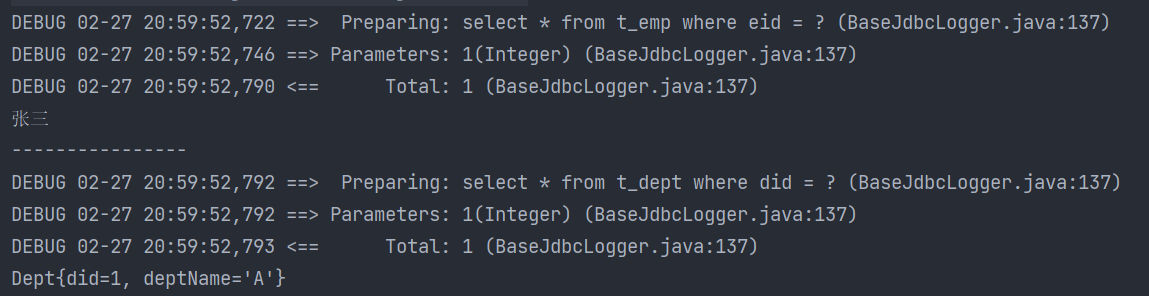 DEBUG 02-27 20:59:52,722 ==>  Preparing: select * from t_emp where eid = ? (BaseJdbcLogger.java:137)
DEBUG 02-27 20:59:52,746 ==> Parameters: 1(Integer) (BaseJdbcLogger.java:137)
DEBUG 02-27 20:59:52,790 <==      Total: 1 (BaseJdbcLogger.java:137)
张三
----------------
DEBUG 02-27 20:59:52,792 ==>  Preparing: select * from t_dept where did = ? (BaseJdbcLogger.java:137)
DEBUG 02-27 20:59:52,792 ==> Parameters: 1(Integer) (BaseJdbcLogger.java:137)
DEBUG 02-27 20:59:52,793 <==      Total: 1 (BaseJdbcLogger.java:137)
Dept{did=1, deptName='A'}